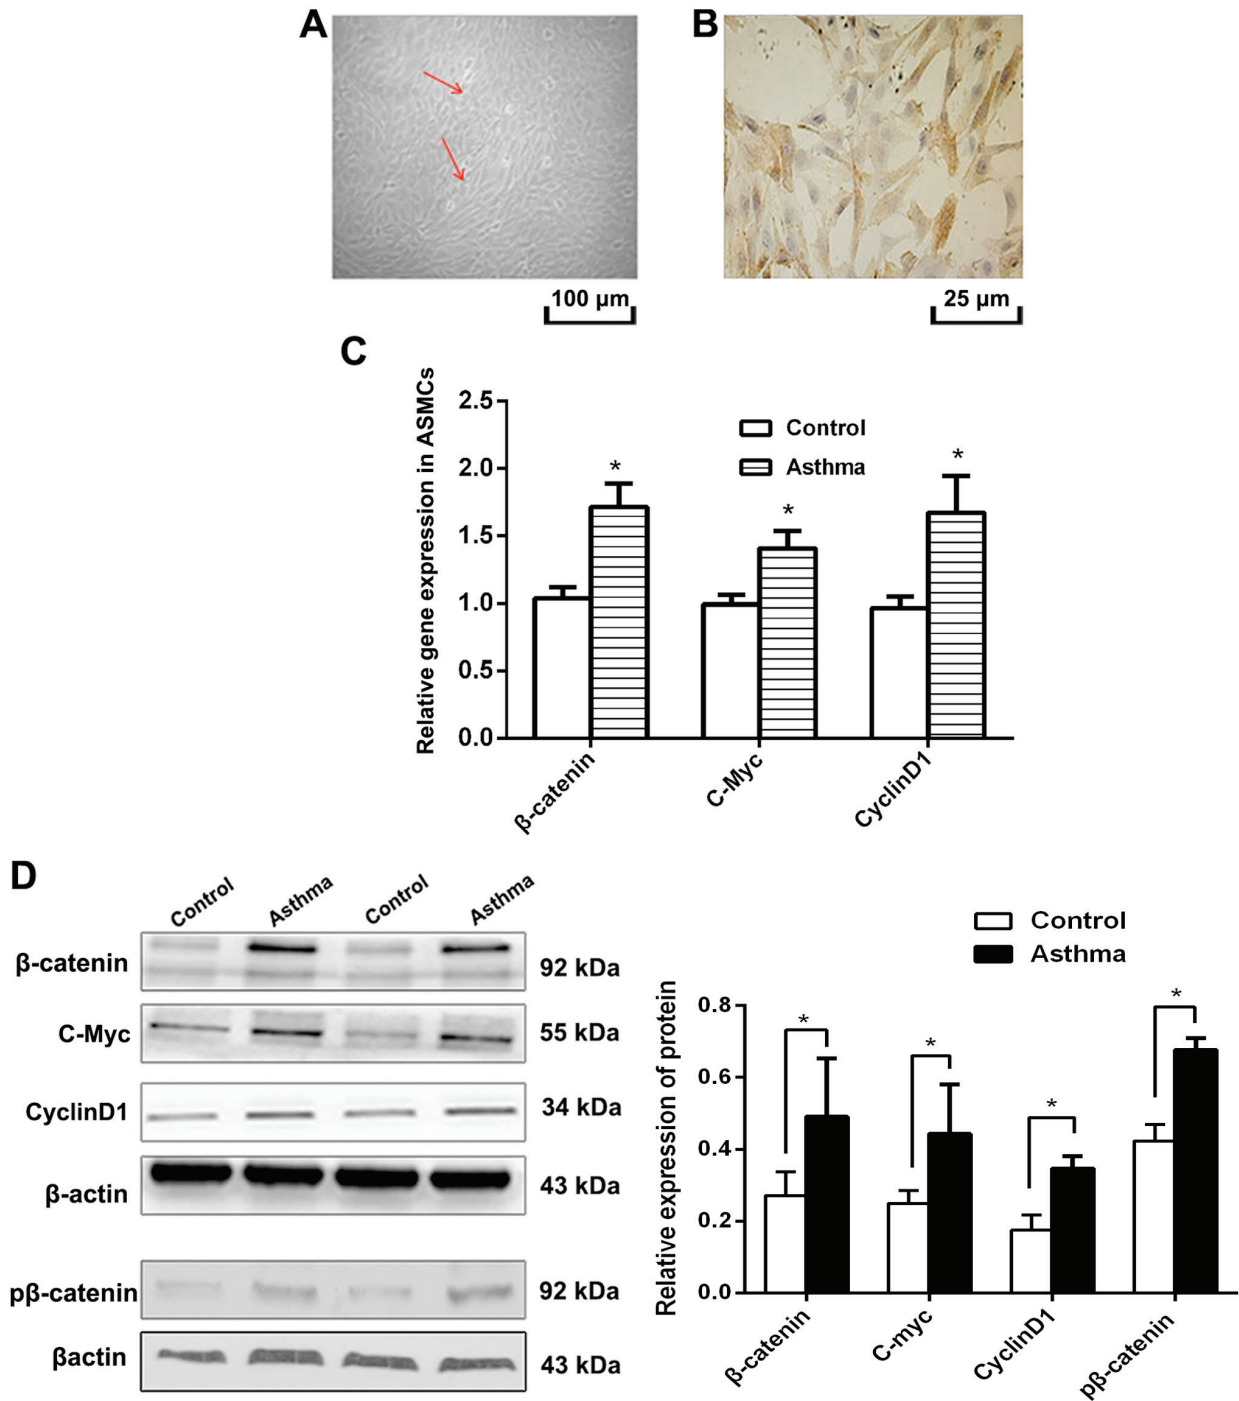 A
B
100 µm
25 µm
C
Relative gene expression in ASMCs
2.5
2.0
1.5
1.0
0.5
0.0
Control
Asthma
*
*
*
β-catenin
C-Myc
CyclinD1
D
Control
Asthma
Control
Asthma
β-catenin
92 kDa
C-Myc
55 kDa
CyclinD1
34 kDa
β-actin
43 kDa
pβ-catenin
92 kDa
βactin
43 kDa
Control
Asthma
Relative expression of protein
0.8
0.6
0.4
0.2
0.0
*
*
*
*
β-catenin
C-myc
CyclinD1
pβ-catenin